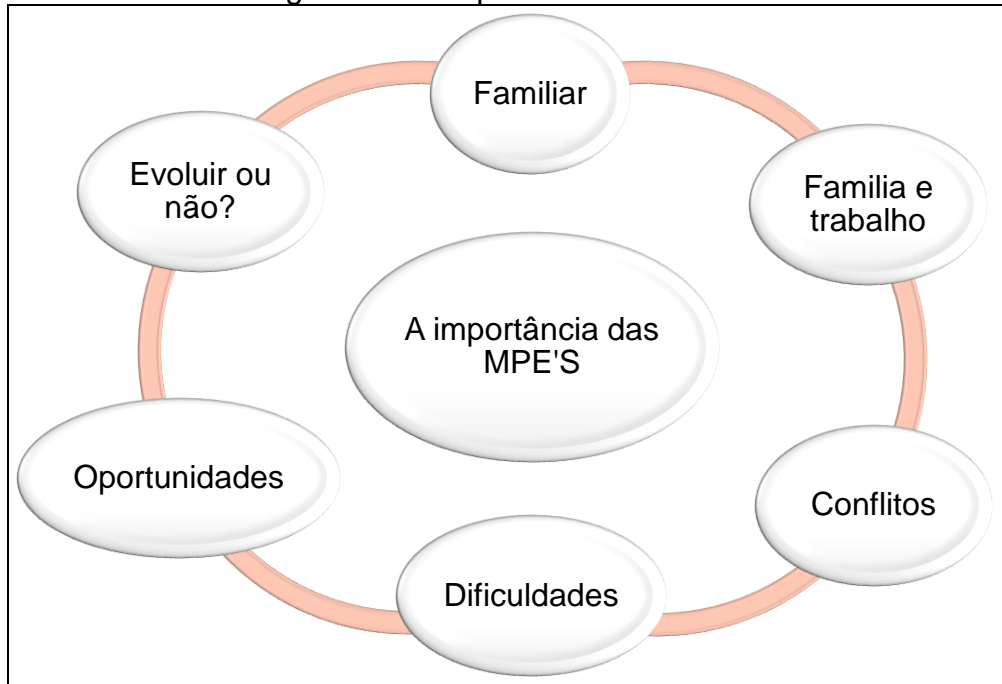 Familiar
Familia e
trabalho
Conflitos
Dificuldades
Oportunidades
Evoluir ou
não?
A importância das
MPE'S